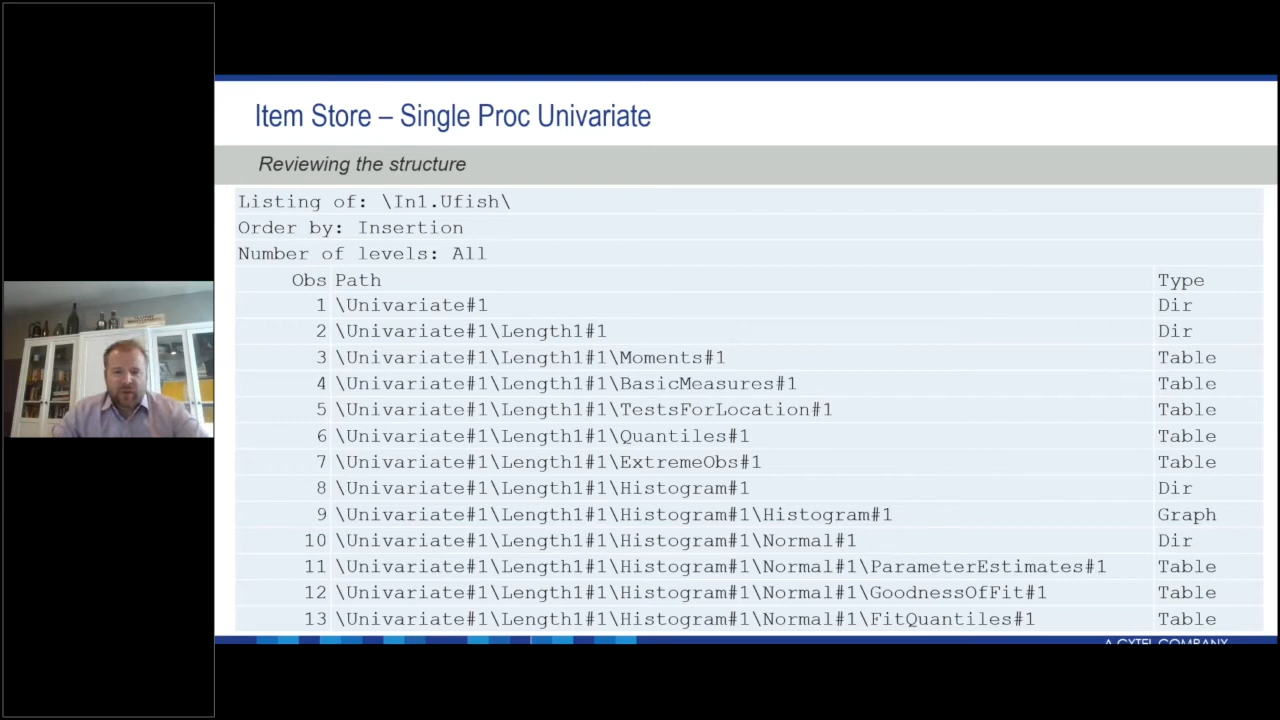 Item Store – Single Proc Univariate
Reviewing the structure
Listing of: \In1.Ufish\
Order by: Insertion
Number of levels: All
Obs Path Type
1 \Univariate#1 Dir
2 \Univariate#1\Length1#1 Dir
3 \Univariate#1\Length1#1\Moments#1 Table
4 \Univariate#1\Length1#1\BasicMeasures#1 Table
5 \Univariate#1\Length1#1\TestsForLocation#1 Table
6 \Univariate#1\Length1#1\Quantiles#1 Table
7 \Univariate#1\Length1#1\ExtremeObs#1 Table
8 \Univariate#1\Length1#1\Histogram#1 Dir
9 \Univariate#1\Length1#1\Histogram#1\Histogram#1 Graph
10 \Univariate#1\Length1#1\Histogram#1\Normal#1 Dir
11 \Univariate#1\Length1#1\Histogram#1\Normal#1\ParameterEstimates#1 Table
12 \Univariate#1\Length1#1\Histogram#1\Normal#1\GoodnessOfFit#1 Table
13 \Univariate#1\Length1#1\Histogram#1\Normal#1\FitQuantiles#1 Table
A CYTEL COMPANY